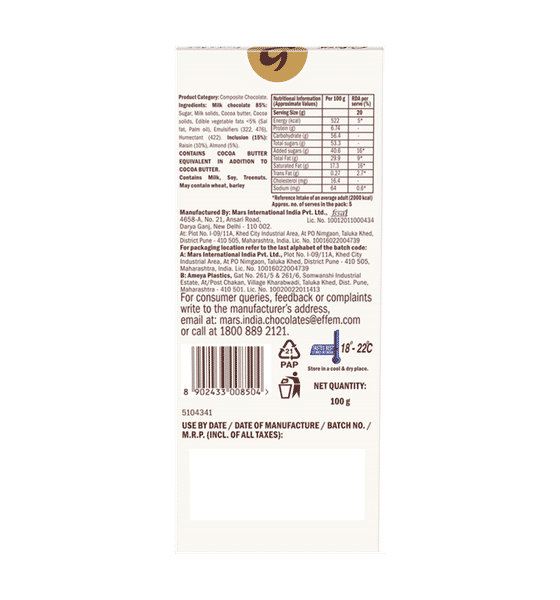 Product Category: Composite Chocolate.
Ingredients: Milk chocolate 85%:
Sugar, Milk solids, Cocoa butter, Cocoa
solids, Edible vegetable fats <5% (Sal
fat, Palm oil), Emulsifiers (322, 476),
Humectant (422). Inclusion (15%):
Raisin (10%), Almond (5%).
CONTAINS COCOA BUTTER
EQUIVALENT IN ADDITION TO
COCOA BUTTER.
Contains Milk, Soy, Treenuts.
May contain wheat, barley
Nutritional Information (Approximate Values) Per 100 g RDA per serve (%)
Serving Size (g) 20
Energy (kcal) 522 5*
Protein (g) 6.74 -
Carbohydrate (g) 56.4 -
Total sugars (g) 53.3 -
Added sugars (g) 40.6 16*
Total Fat (g) 29.9 9*
Saturated Fat (g) 17.3 16*
Trans Fat (g) 0.27 2.7*
Cholesterol (mg) 16.4 -
Sodium (mg) 64 0.6*
*Reference Intake of an average adult (2000 kcal)
Approx. no. of serves in the pack: 5
Manufactured By: Mars International India Pvt. Ltd., fssai
4658-A, No. 21, Ansari Road, Lic. No. 10012011000434
Darya Ganj, New Delhi - 110 002.
At: Plot No. I-09/11A, Khed City Industrial Area, At PO Nimgaon, Taluka Khed,
District Pune - 410 505, Maharashtra, India. Lic. No. 10016022004739
For packaging location refer to the last alphabet of the batch code:
A: Mars International India Pvt. Ltd., Plot No. I-09/11A, Khed City
Industrial Area, At PO Nimgaon, Taluka Khed, District Pune - 410 505,
Maharashtra, India. Lic. No. 10016022004739
B: Ameya Plastics, Gat No. 261/5 & 261/6, Somwanshi Industrial
Estate, At/Post Chakan, Village Kharabwadi, Taluka Khed, Dist. Pune,
Maharashtra - 410 501. Lic. No. 10020022011413
For consumer queries, feedback or complaints
write to the manufacturer's address,
email at: mars.india.chocolates@effem.com
or call at 1800 889 2121.
21
PAP
TASTES BEST
18°- 22°C
Store in a cool & dry place.
8 902433 008504 >
NET QUANTITY:
100 g
5104341
USE BY DATE / DATE OF MANUFACTURE / BATCH NO. /
M.R.P. (INCL. OF ALL TAXES):